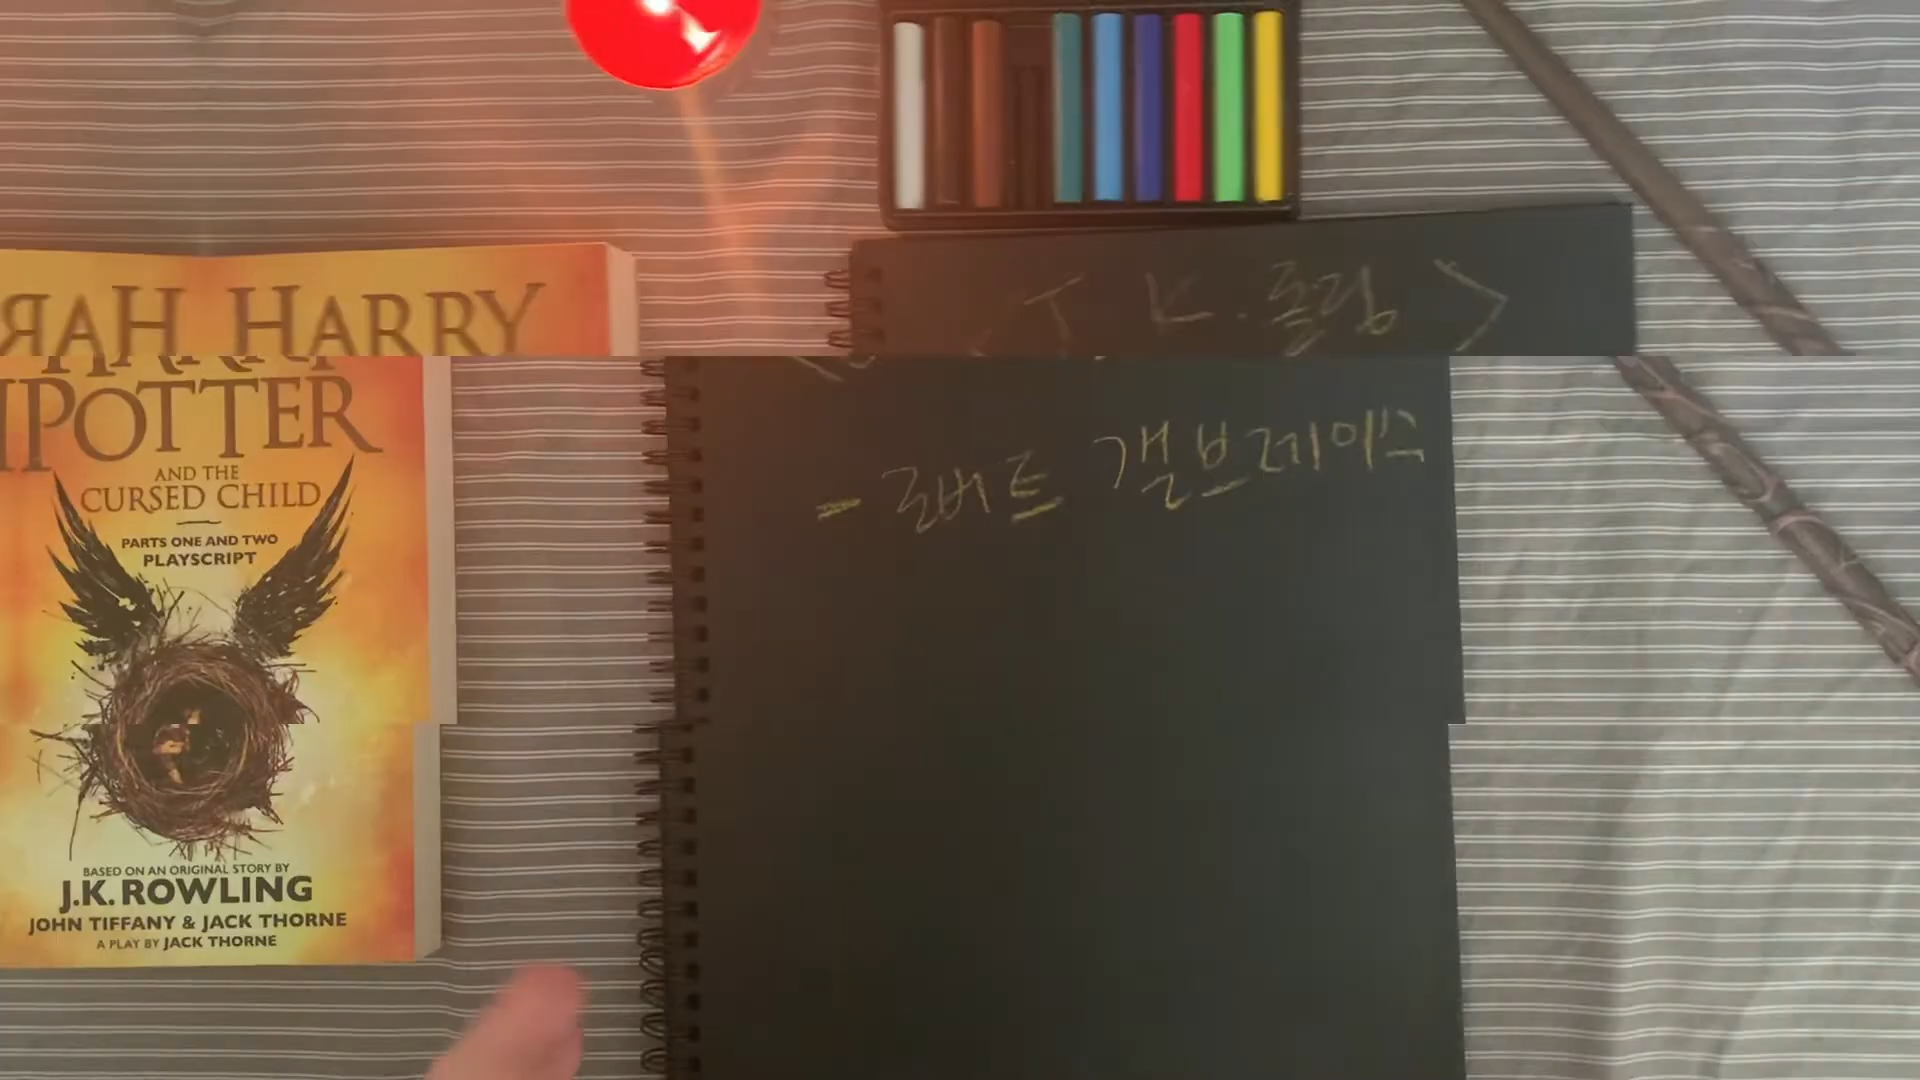 HARRY
POTTER
AND THE
CURSED CHILD
PARTS ONE AND TWO
PLAYSCRIPT
BASED ON AN ORIGINAL STORY BY
J.K. ROWLING
JOHN TIFFANY & JACK THORNE
A PLAY BY JACK THORNE
<J K.롤링>
- 로버트 갤브레이스